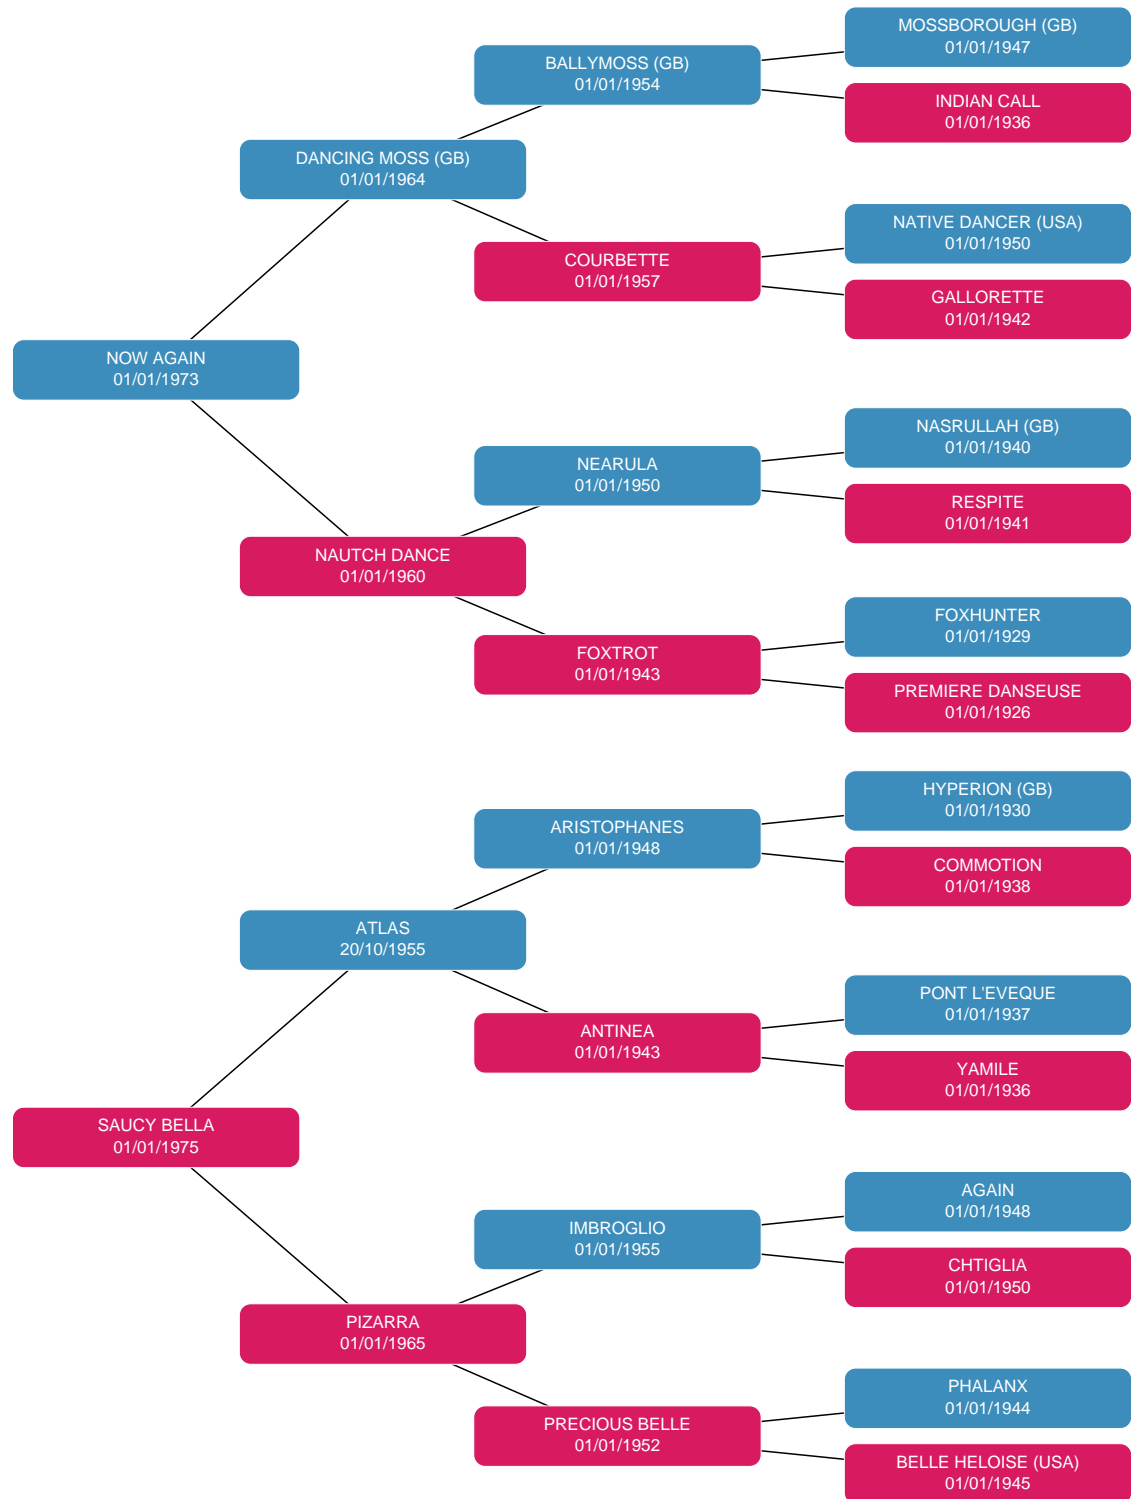 MOSSBOROUGH (GB)
01/01/1947
BALLYMOSS (GB)
01/01/1954
INDIAN CALL
01/01/1936
DANCING MOSS (GB)
01/01/1964
NATIVE DANCER (USA)
01/01/1950
COURBETTE
01/01/1957
GALLORETTE
01/01/1942
NOW AGAIN
01/01/1973
NASRULLAH (GB)
01/01/1940
NEARULA
01/01/1950
RESPITE
01/01/1941
NAUTCH DANCE
01/01/1960
FOXHUNTER
01/01/1929
FOXTROT
01/01/1943
PREMIERE DANSEUSE
01/01/1926
HYPERION (GB)
01/01/1930
ARISTOPHANES
01/01/1948
COMMOTION
01/01/1938
ATLAS
20/10/1955
PONT L'EVEQUE
01/01/1937
ANTINEA
01/01/1943
YAMILE
01/01/1936
SAUCY BELLA
01/01/1975
AGAIN
01/01/1948
IMBROGLIO
01/01/1955
CHTIGLIA
01/01/1950
PIZARRA
01/01/1965
PHALANX
01/01/1944
PRECIOUS BELLE
01/01/1952
BELLE HELOISE (USA)
01/01/1945